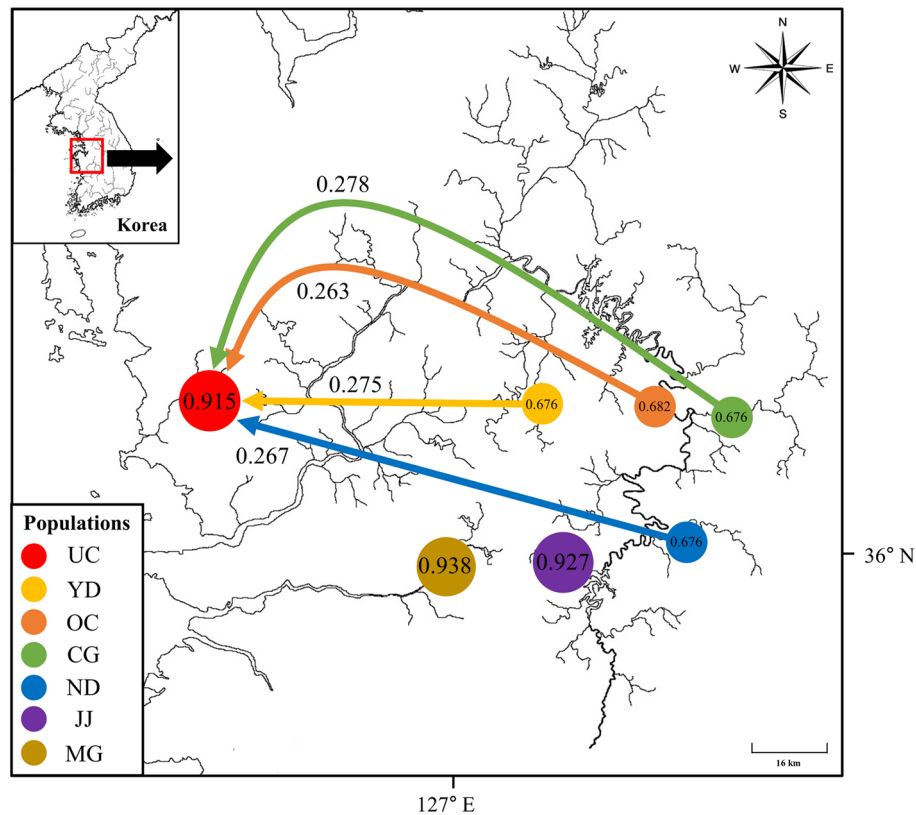 N
W E
S
Korea
0.278
0.263
0.275
0.915
0.676
0.682
0.676
0.267
0.676
Populations
UC
YD
OC
CG
ND
JJ
MG
0.938
0.927
36° N
16 km
127° E